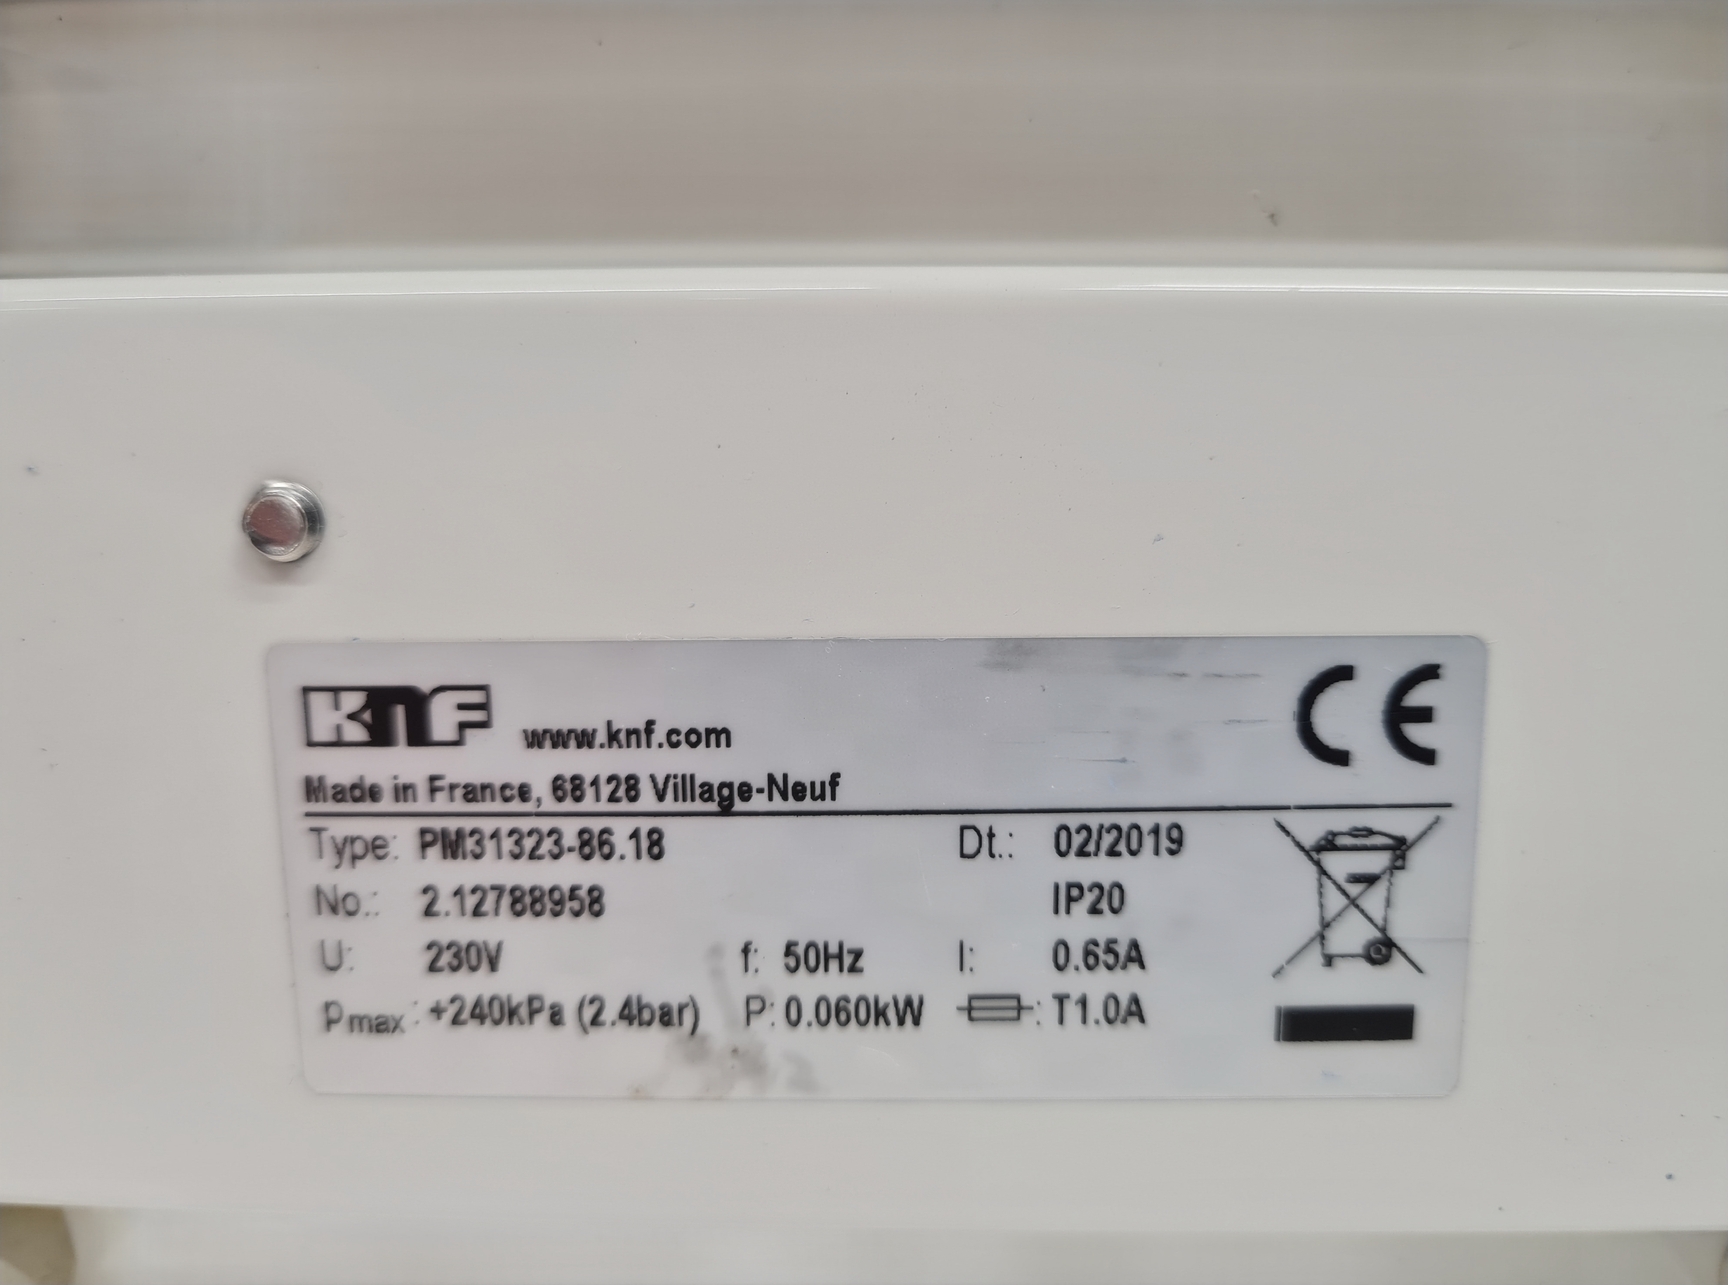 KNF www.knf.com
Made in France, 68128 Village-Neuf
Type: PM31323-86.18 Dt.: 02/2019
No.: 2.12788958 IP20
U: 230V f: 50Hz I: 0.65A
pmax: +240kPa (2.4bar) P: 0.060kW : T1.0A
CE